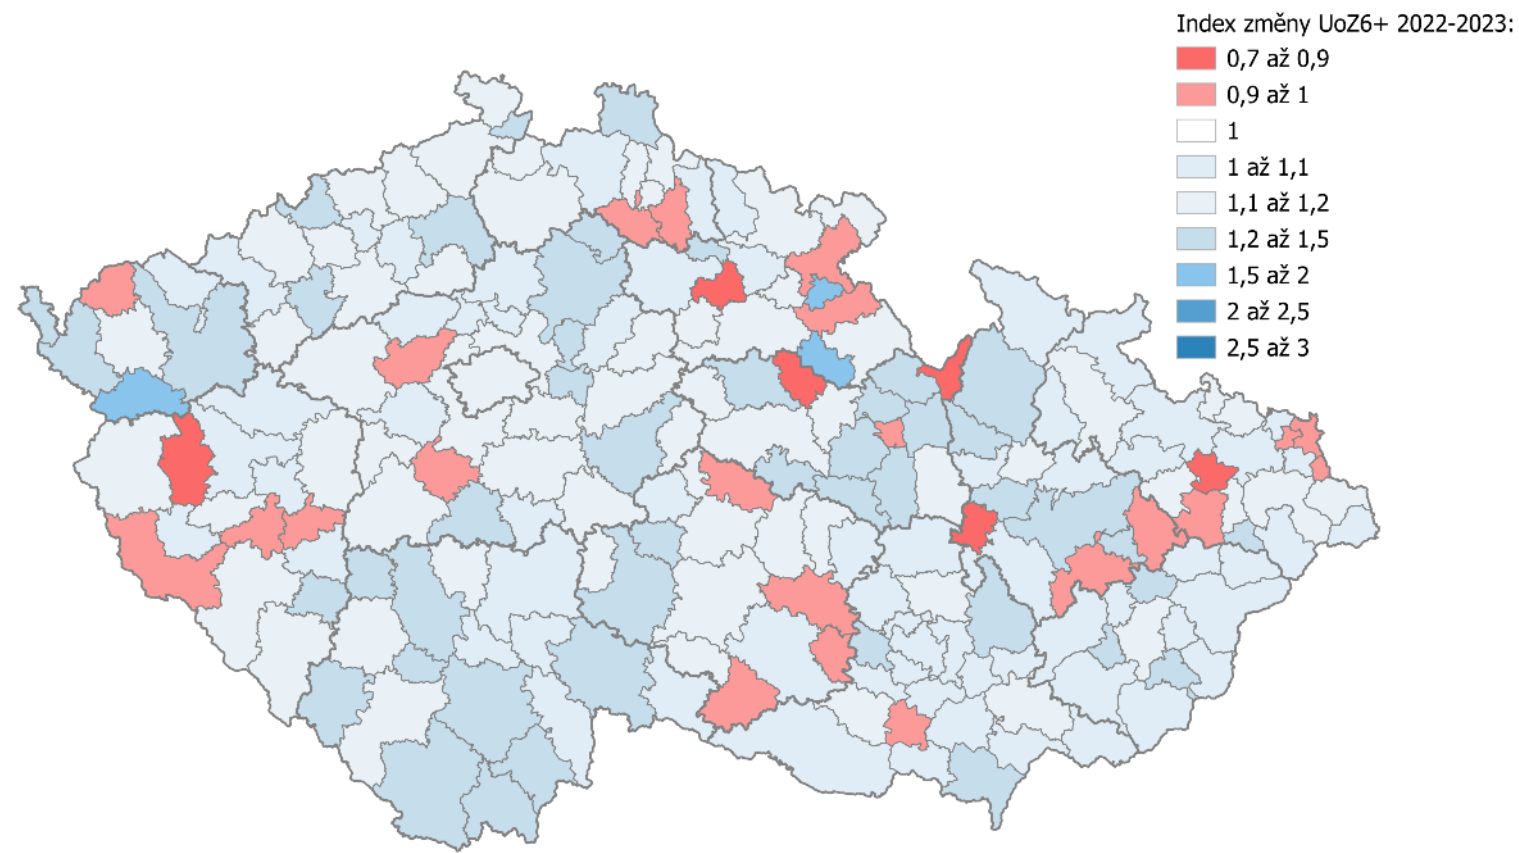 Index změny UoZ6+ 2022-2023:
0,7 až 0,9
0,9 až 1
1
1 až 1,1
1,1 až 1,2
1,2 až 1,5
1,5 až 2
2 až 2,5
2,5 až 3